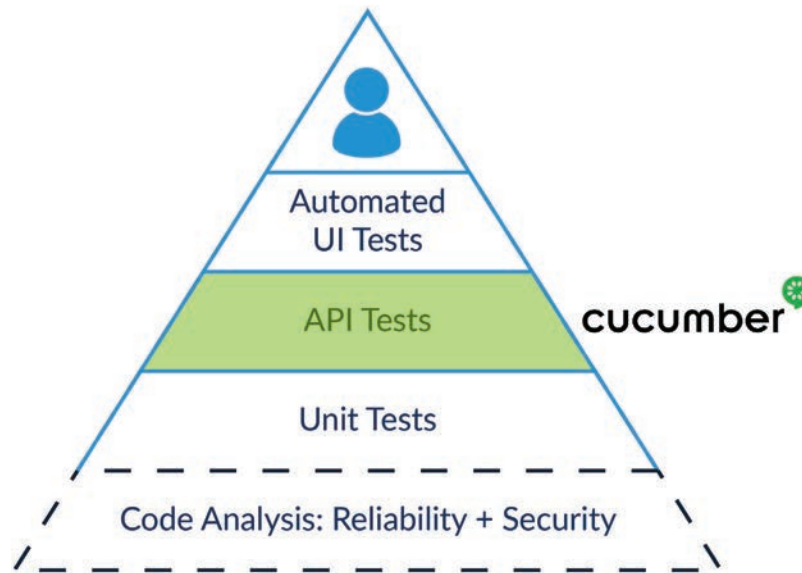 Automated
UI Tests
API Tests
cucumber
Unit Tests
Code Analysis: Reliability + Security